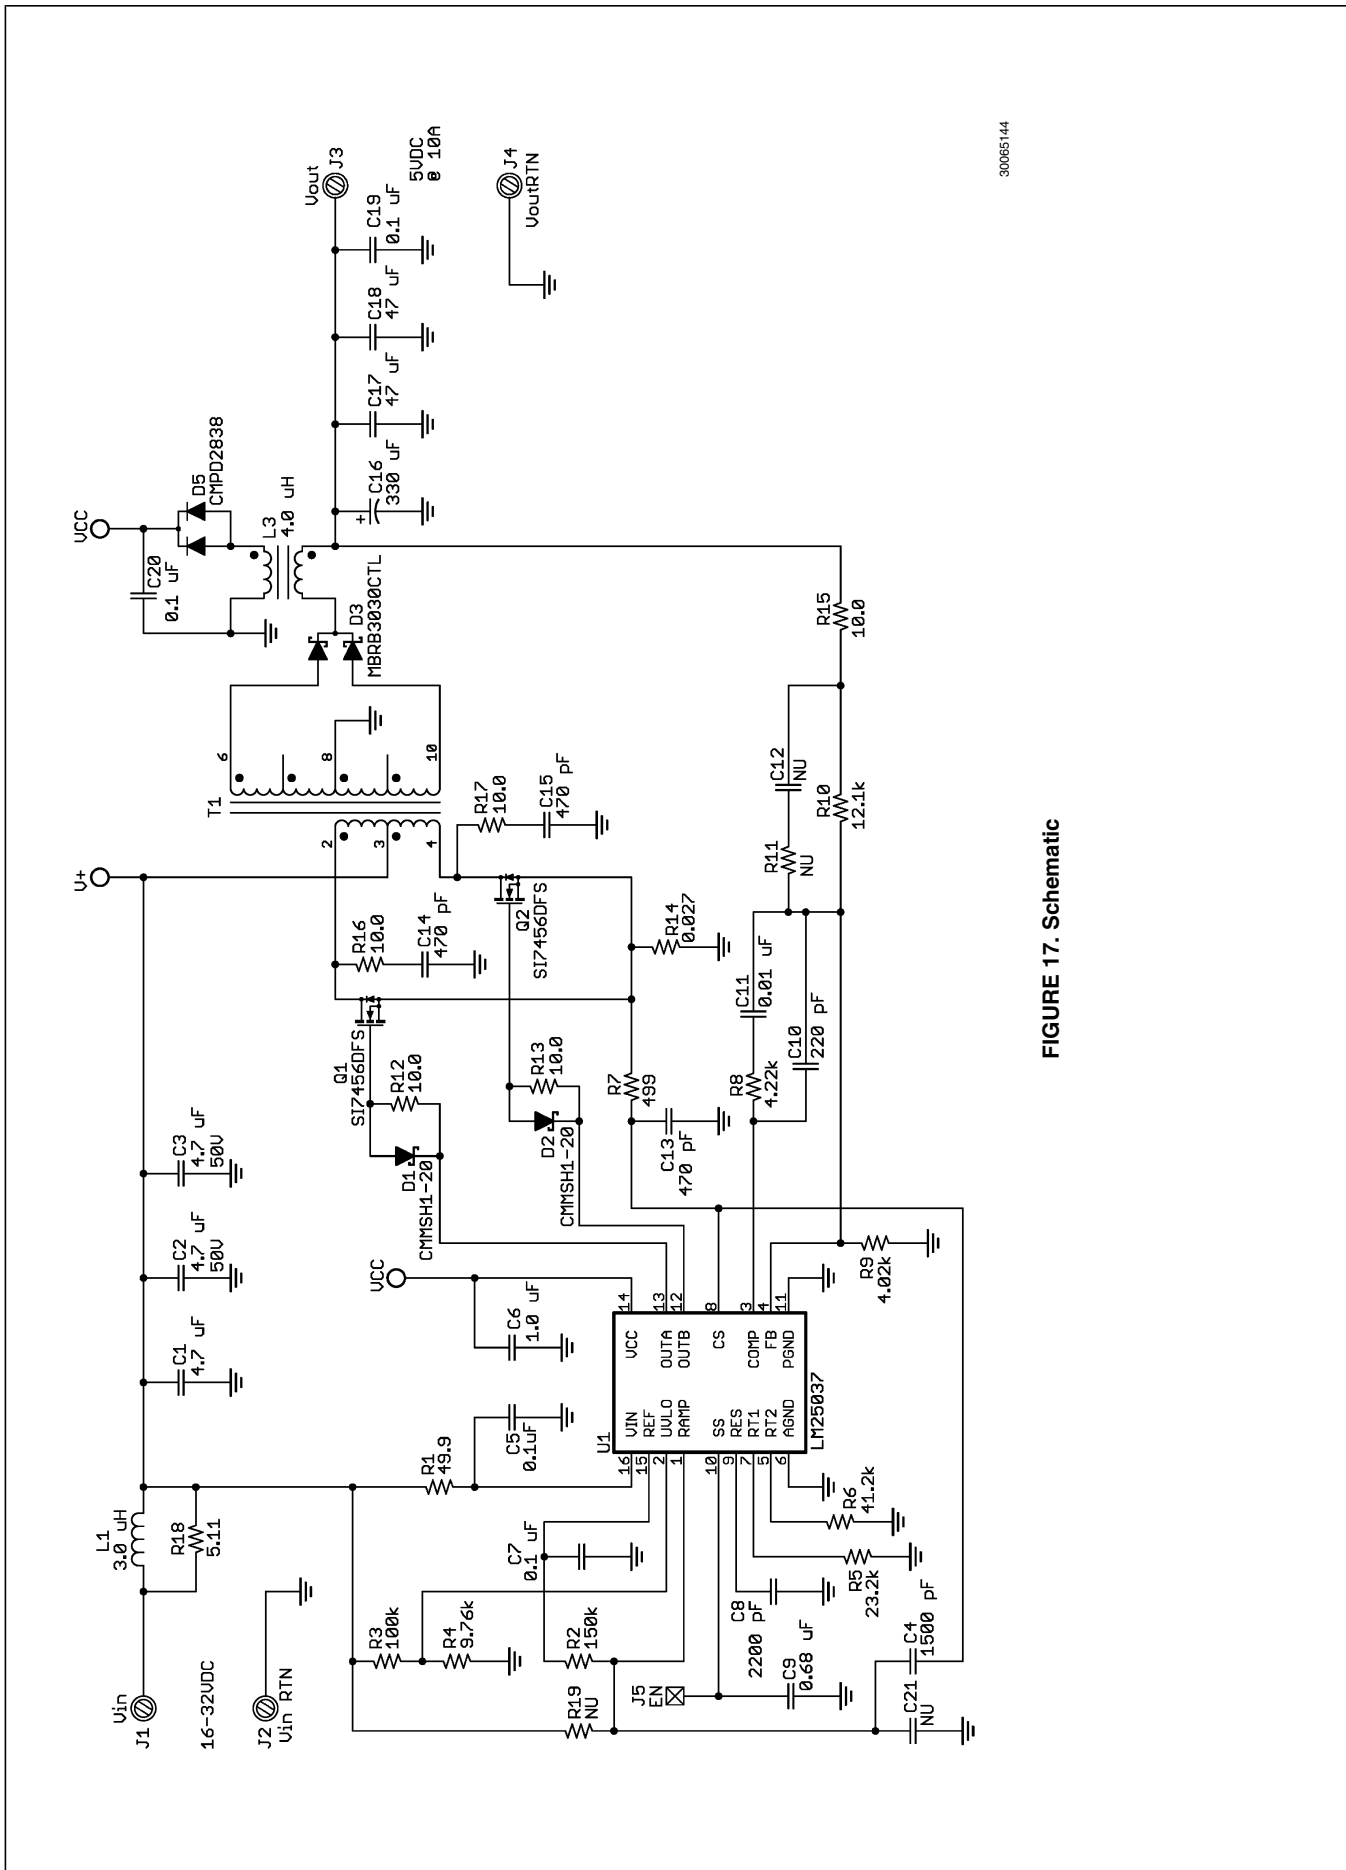 Vin
J1
16-32VDC
J2
Vin RTN
L1
3.0 uH
R18
5.11
C1
4.7 uF
C2
4.7 uF
50V
C3
4.7 uF
50V
V+
T1
2
3
4
6
8
10
VCC
C20
0.1 uF
D5
CMPD2838
L3
4.0 uH
D3
MBRB3030CTL
C16
330 uF
+
C17
47 uF
C18
47 uF
C19
0.1 uF
Vout
J3
5VDC
@ 10A
J4
VoutRTN
R3
100k
R4
9.76k
R1
49.9
C5
0.1uF
VCC
C6
1.0 uF
Q1
SI7456DFS
R12
10.0
D1
CMMSH1-20
R16
10.0
C14
470 pF
Q2
SI7456DFS
R13
10.0
D2
CMMSH1-20
R17
10.0
C15
470 pF
C7
0.1 uF
R2
150k
R19
NU
J5
EN
U1
16 VIN VCC 14
15 REF
2 UVLO OUTA 13
1 RAMP OUTB 12
10 SS CS 8
9 RES
7 RT1 COMP 3
5 RT2 FB 4
6 AGND PGND 11
LM25037
R7
499
C13
470 pF
R14
0.027
R8
4.22k
C11
0.01 uF
C10
220 pF
R11
NU
C12
NU
R10
12.1k
R15
10.0
R9
4.02k
C8
2200 pF
C9
0.68 uF
R5
23.2k
R6
41.2k
C4
1500 pF
C21
NU
30065144
FIGURE 17. Schematic